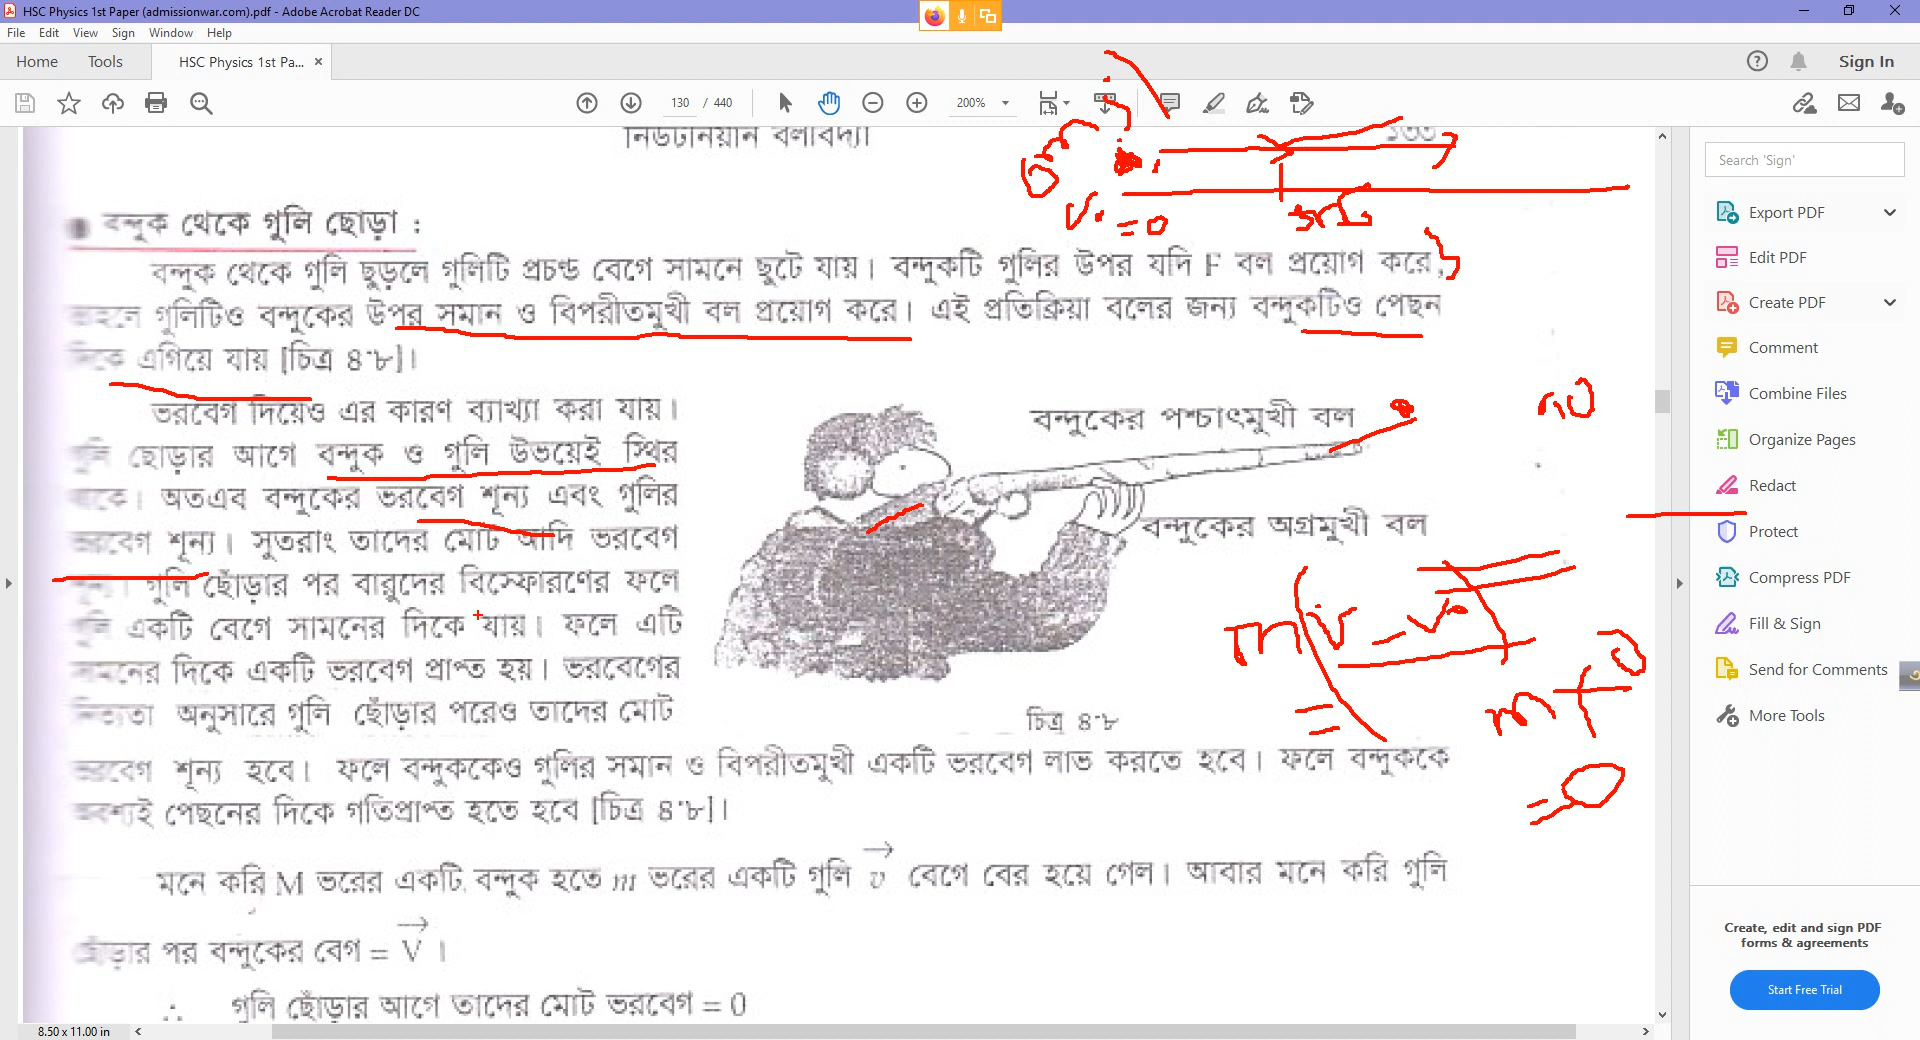 HSC Physics 1st Paper (admissionwar.com).pdf - Adobe Acrobat Reader DC
File Edit View Sign Window Help
Home Tools HSC Physics 1st Pa... × Sign In
130 / 440 200%
নিউটনিয়ান বলবিদ্যা ১৩৩
বন্দুক থেকে গুলি ছোড়া :
বন্দুক থেকে গুলি ছুড়লে গুলিটি প্রচণ্ড বেগে সামনে ছুটে যায়। বন্দুকটি গুলির উপর যদি F বল প্রয়োগ করে,
তাহলে গুলিটিও বন্দুকের উপর সমান ও বিপরীতমুখী বল প্রয়োগ করে। এই প্রতিক্রিয়া বলের জন্য বন্দুকটিও পেছন
দিকে এগিয়ে যায় [চিত্র ৪·৮]।
ভরবেগ দিয়েও এর কারণ ব্যাখ্যা করা যায়।
গুলি ছোড়ার আগে বন্দুক ও গুলি উভয়েই স্থির
থাকে। অতএব বন্দুকের ভরবেগ শূন্য এবং গুলির
ভরবেগ শূন্য। সুতরাং তাদের মোট আদি ভরবেগ
গুলি ছোঁড়ার পর বারুদের বিস্ফোরণের ফলে
গুলি একটি বেগে সামনের দিকে যায়। ফলে এটি
সামনের দিকে একটি ভরবেগ প্রাপ্ত হয়। ভরবেগের
নিত্যতা অনুসারে গুলি ছোঁড়ার পরেও তাদের মোট
বন্দুকের পশ্চাৎমুখী বল
বন্দুকের অগ্রমুখী বল
চিত্র ৪·৮
ভরবেগ শূন্য হবে। ফলে বন্দুককেও গুলির সমান ও বিপরীতমুখী একটি ভরবেগ লাভ করতে হবে। ফলে বন্দুককে
অবশ্যই পেছনের দিকে গতিপ্রাপ্ত হতে হবে [চিত্র ৪·৮]।
মনে করি M ভরের একটি বন্দুক হতে m ভরের একটি গুলি v বেগে বের হয়ে গেল। আবার মনে করি গুলি
ছোঁড়ার পর বন্দুকের বেগ = V ।
∴ গুলি ছোঁড়ার আগে তাদের মোট ভরবেগ = 0
= 0
8.50 x 11.00 in
Search 'Sign'
Export PDF
Edit PDF
Create PDF
Comment
Combine Files
Organize Pages
Redact
Protect
Compress PDF
Fill & Sign
Send for Comments
More Tools
Create, edit and sign PDF
forms & agreements
Start Free Trial